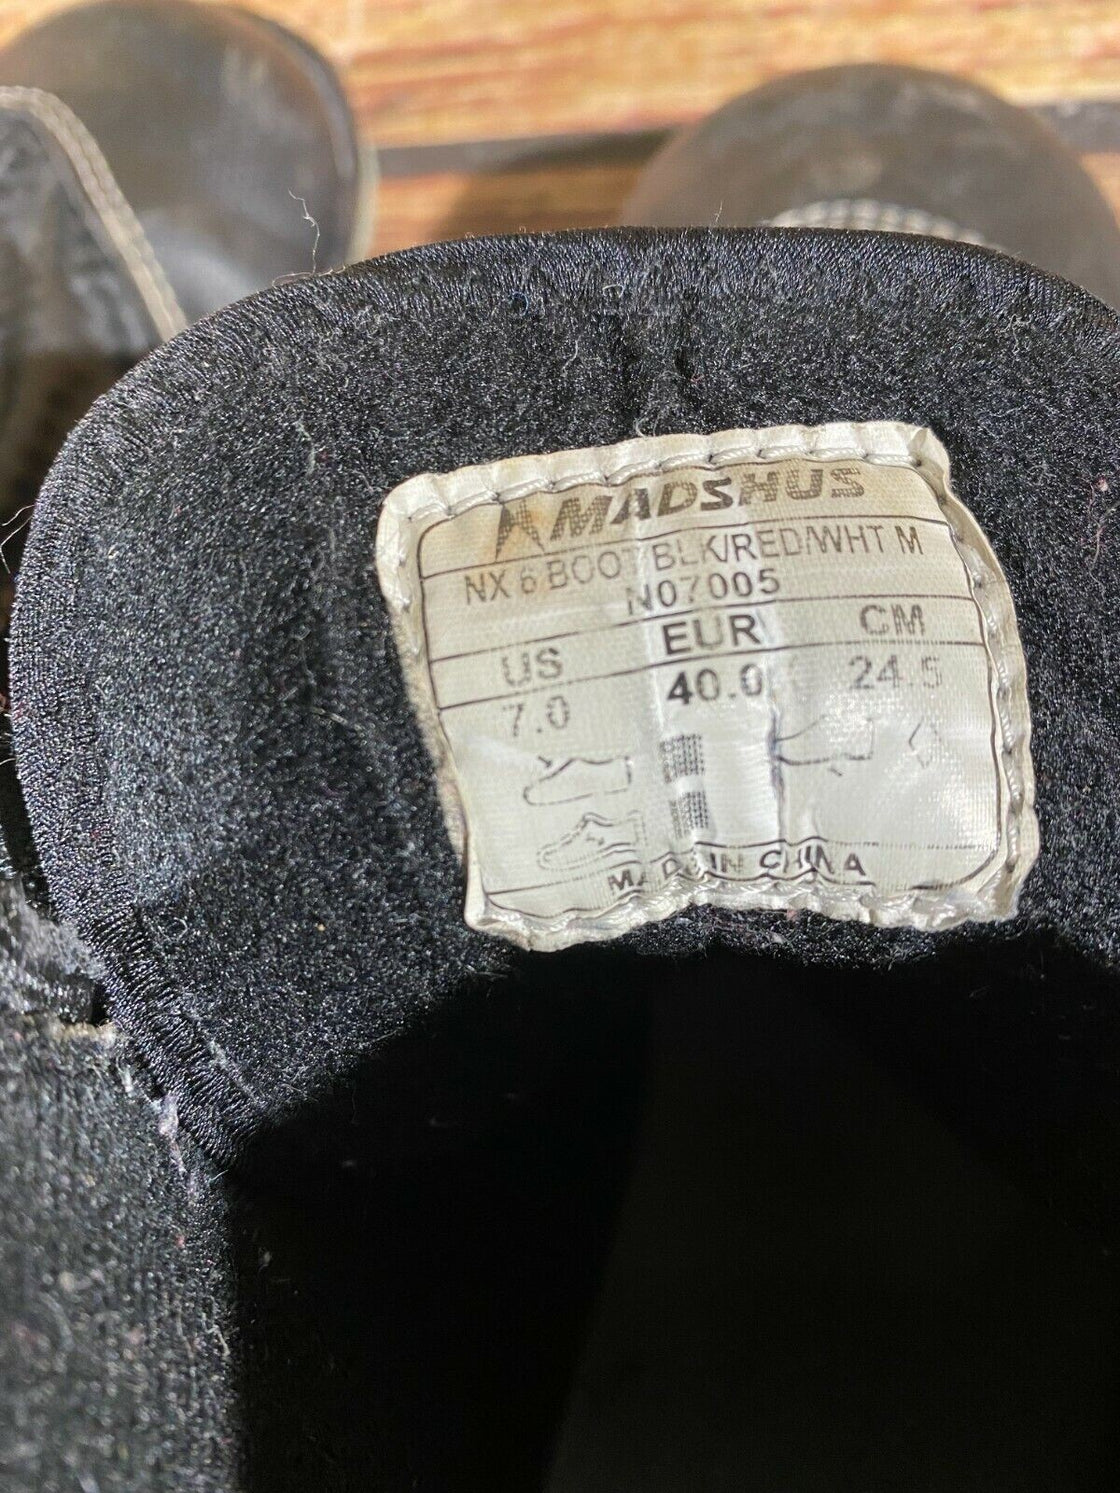 MADSHUS
NX 6 BOOT BLK/RED/WHT M
N07005
US EUR CM
7.0 40.0 24.5
MADE IN CHINA